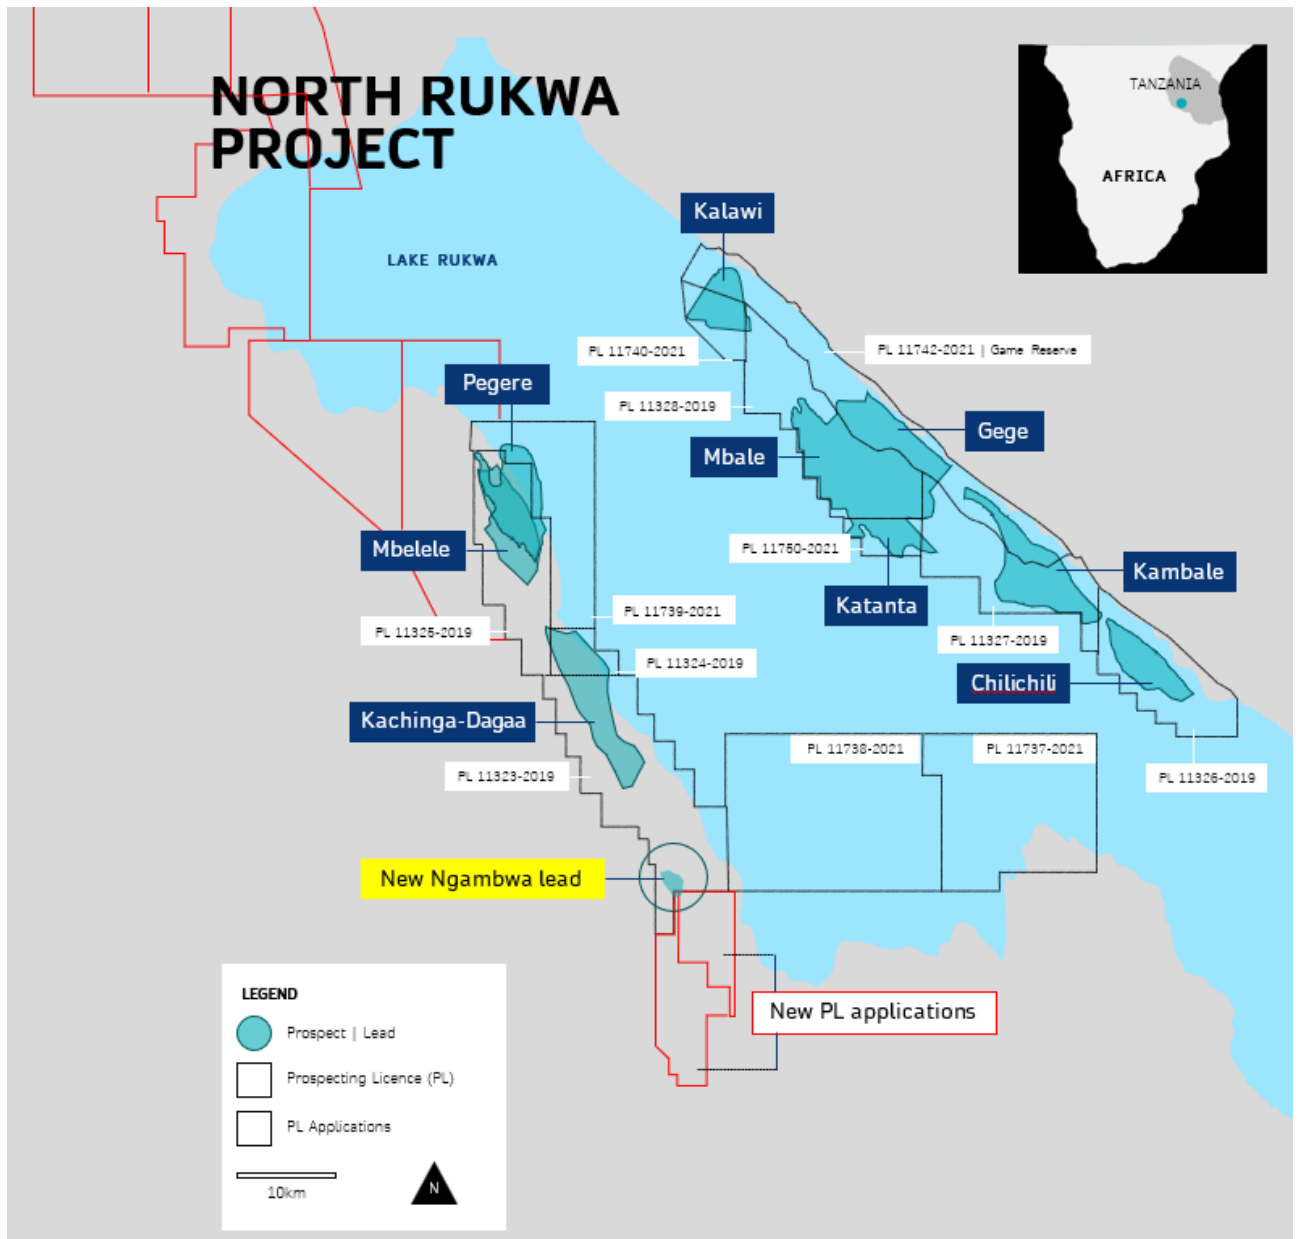 NORTH RUKWA
PROJECT
TANZANIA
AFRICA
Kalawi
LAKE RUKWA
PL 11740-2021
PL 11742-2021 | Game Reserve
Pegere
PL 11328-2019
Gege
Mbale
Mbelele
PL 11760-2021
Kambale
Katanta
PL 11739-2021
PL 11325-2019
PL 11327-2019
PL 11324-2019
Chilichili
Kachinga-Dagaa
PL 11738-2021
PL 11737-2021
PL 11323-2019
PL 11326-2019
New Ngambwa lead
LEGEND
Prospect | Lead
Prospecting Licence (PL)
PL Applications
10km
N
New PL applications